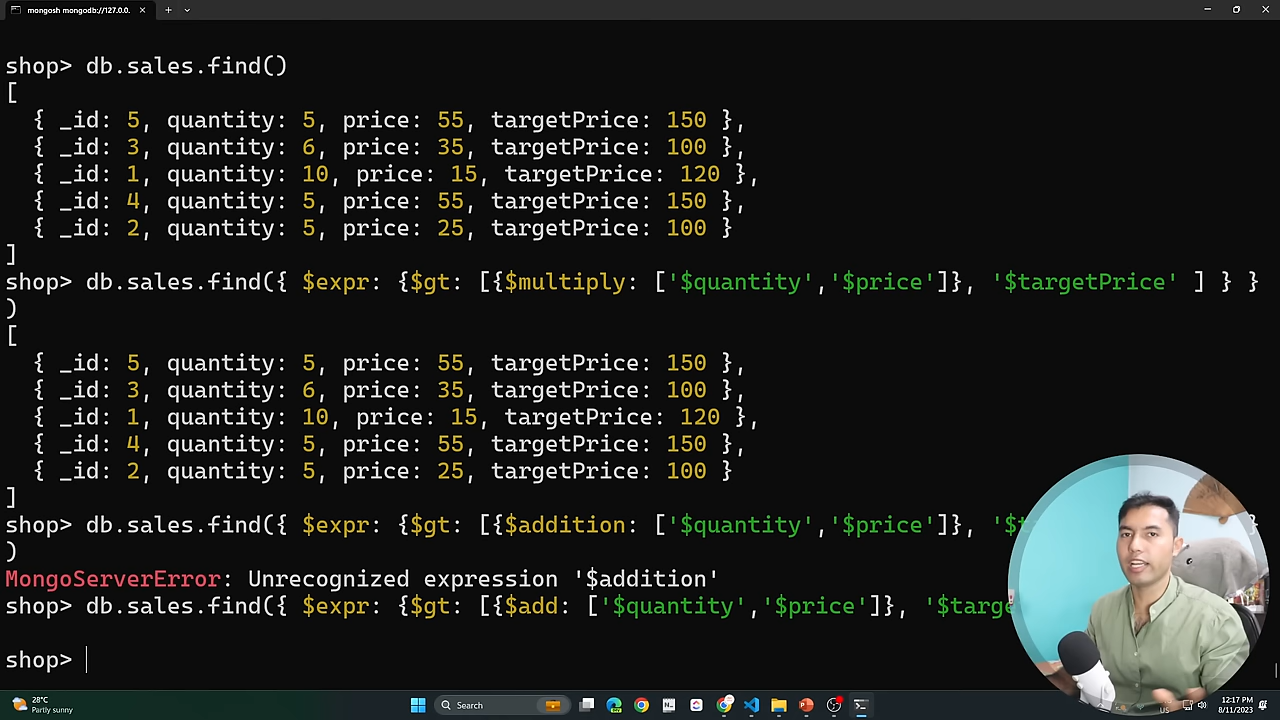 mongosh mongodb://127.0.0.
shop> db.sales.find()
[
{ _id: 5, quantity: 5, price: 55, targetPrice: 150 },
{ _id: 3, quantity: 6, price: 35, targetPrice: 100 },
{ _id: 1, quantity: 10, price: 15, targetPrice: 120 },
{ _id: 4, quantity: 5, price: 55, targetPrice: 150 },
{ _id: 2, quantity: 5, price: 25, targetPrice: 100 }
]
shop> db.sales.find({ $expr: {$gt: [{$multiply: ['$quantity','$price']}, '$targetPrice' ] } }
)
[
{ _id: 5, quantity: 5, price: 55, targetPrice: 150 },
{ _id: 3, quantity: 6, price: 35, targetPrice: 100 },
{ _id: 1, quantity: 10, price: 15, targetPrice: 120 },
{ _id: 4, quantity: 5, price: 55, targetPrice: 150 },
{ _id: 2, quantity: 5, price: 25, targetPrice: 100 }
]
shop> db.sales.find({ $expr: {$gt: [{$addition: ['$quantity','$price']}, '$t }
)
MongoServerError: Unrecognized expression '$addition'
shop> db.sales.find({ $expr: {$gt: [{$add: ['$quantity','$price']}, '$targe
shop>
28°C
Partly sunny
Search
US
12:17 PM
8/11/2023